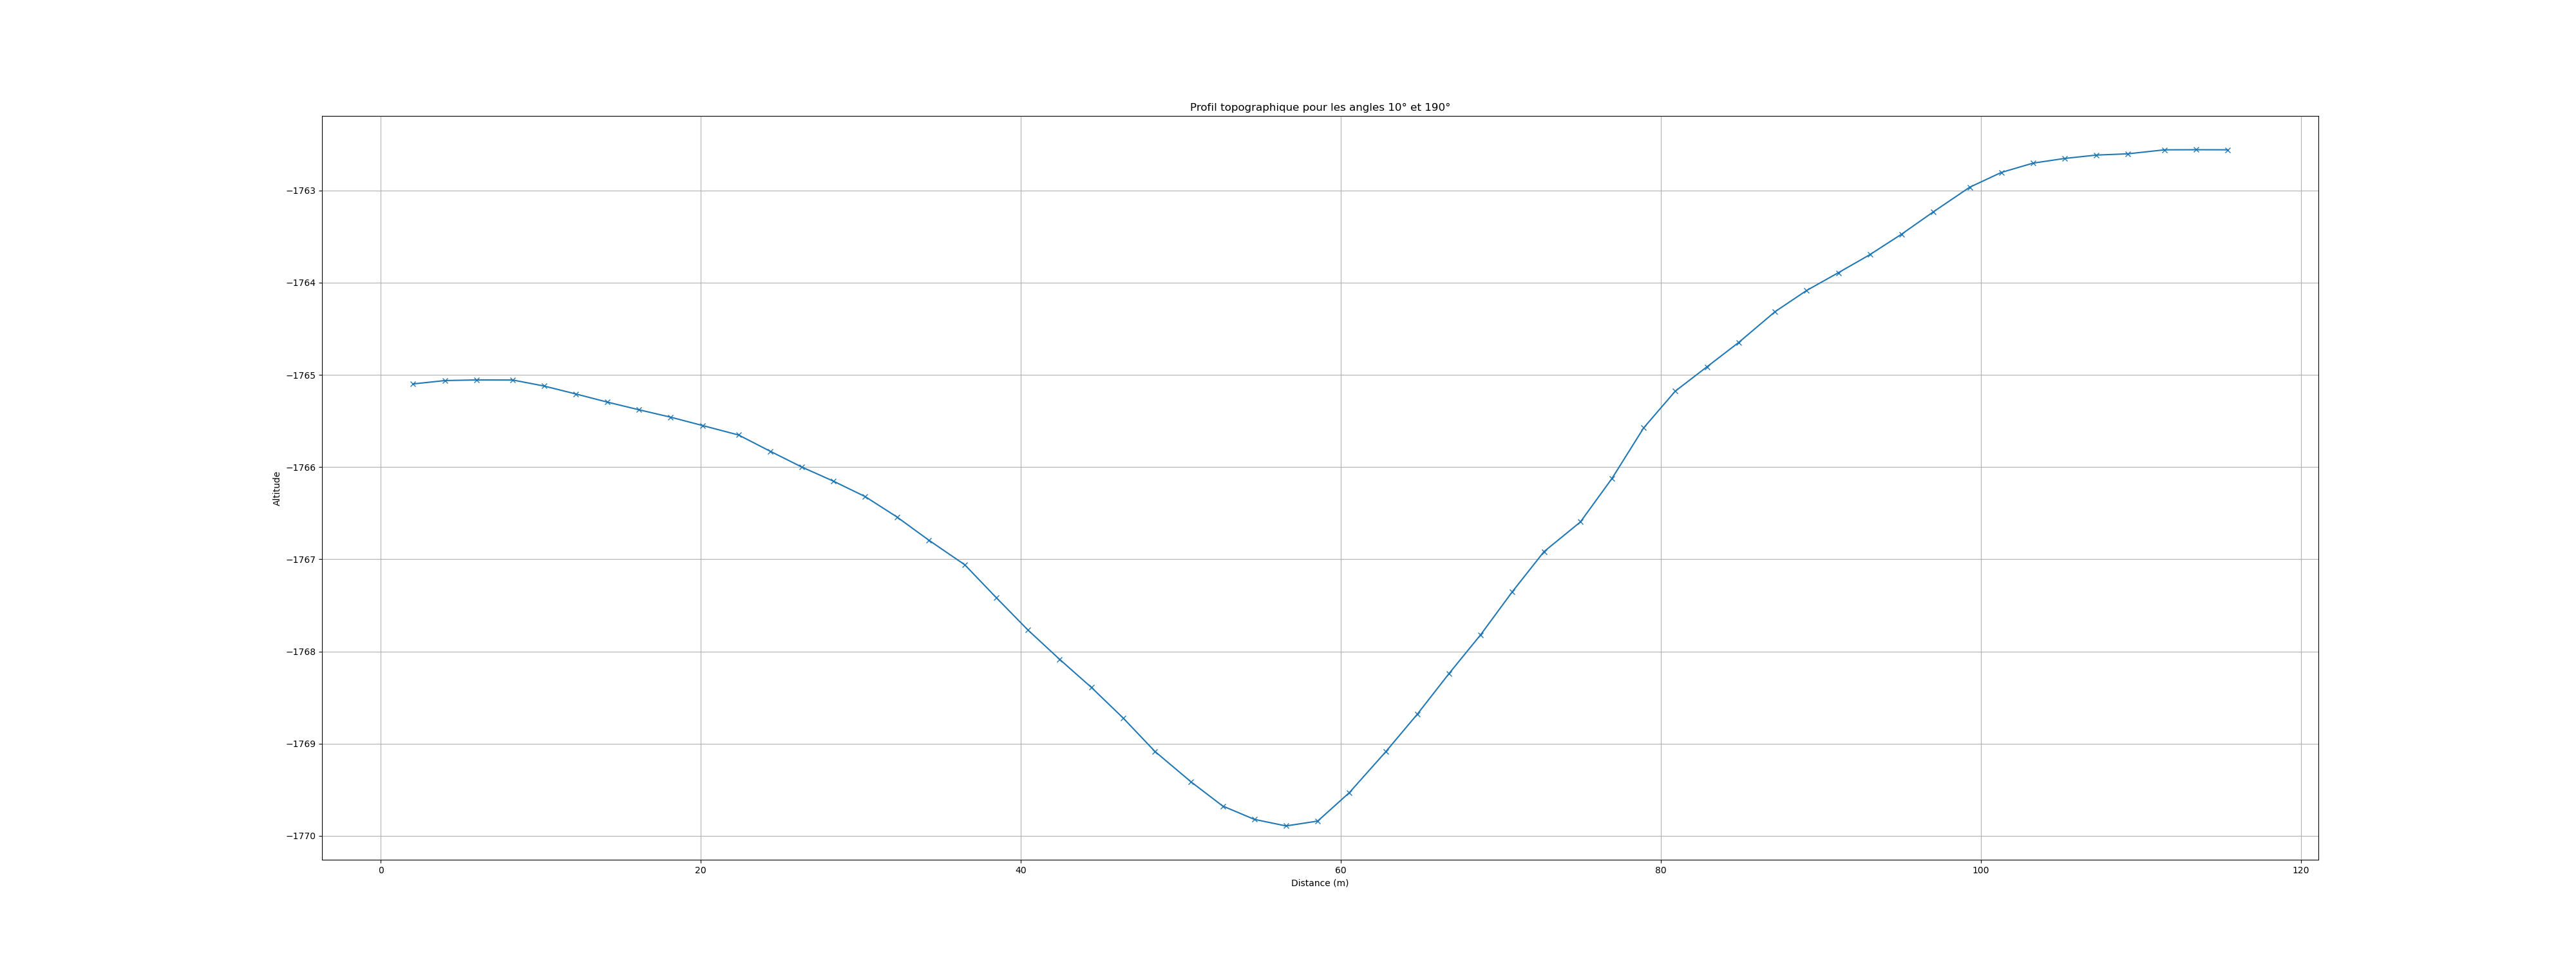 Profil topographique pour les angles 10° et 190°
−1763
−1764
−1765
−1766
Altitude
−1767
−1768
−1769
−1770
0 20 40 60 80 100 120
Distance (m)